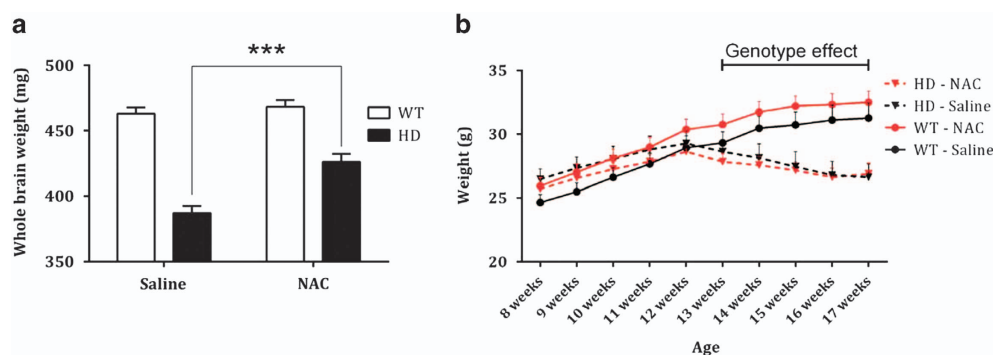 a
***
Whole brain weight (mg)
500
450
400
350
Saline
NAC
WT
HD
b
Genotype effect
Weight (g)
35
30
25
20
8 weeks
9 weeks
10 weeks
11 weeks
12 weeks
13 weeks
14 weeks
15 weeks
16 weeks
17 weeks
Age
HD - NAC
HD - Saline
WT - NAC
WT - Saline